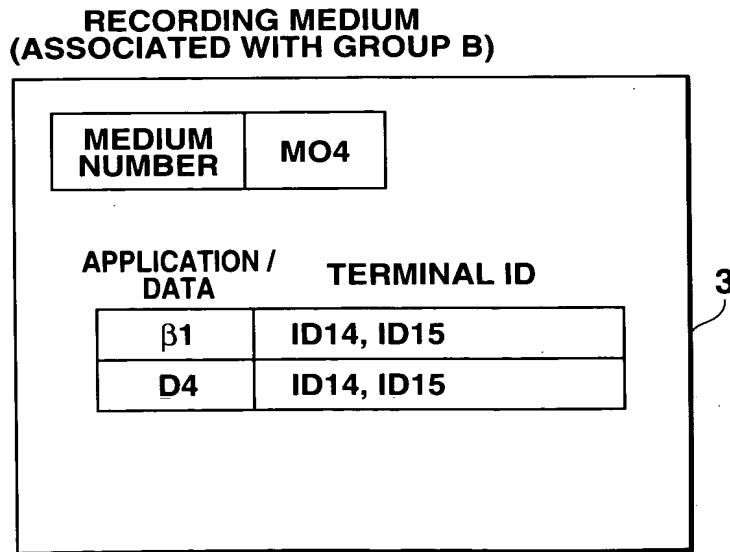 RECORDING MEDIUM
(ASSOCIATED WITH GROUP B)
MEDIUM
NUMBER
MO4
APPLICATION /
DATA
TERMINAL ID
β1
ID14, ID15
D4
ID14, ID15
3